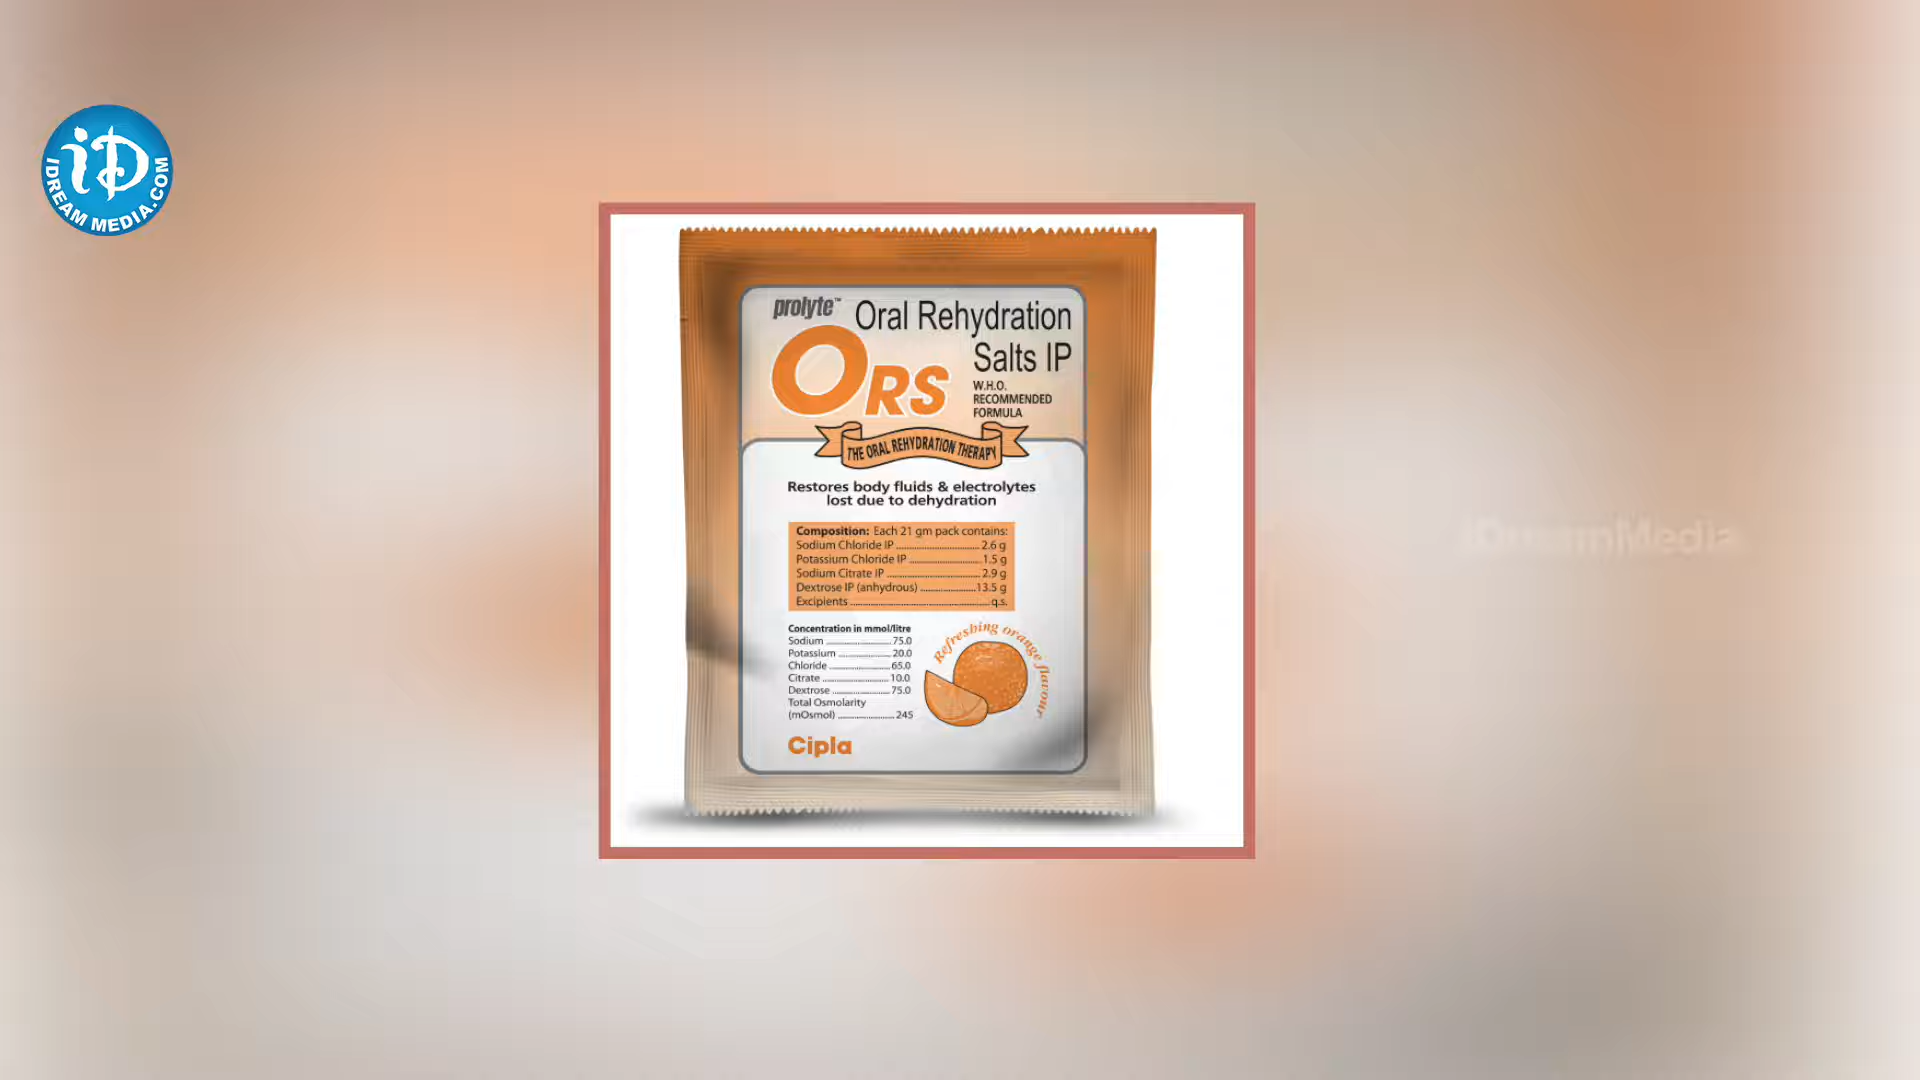 iD
IDREAM MEDIA.COM
prolyte™
Oral Rehydration
Salts IP
ORS
W.H.O.
RECOMMENDED
FORMULA
THE ORAL REHYDRATION THERAPY
Restores body fluids & electrolytes
lost due to dehydration
Composition: Each 21 gm pack contains:
Sodium Chloride IP ........ 2.6 g
Potassium Chloride IP ........ 1.5 g
Sodium Citrate IP ........ 2.9 g
Dextrose IP (anhydrous) ........ 13.5 g
Excipients ........ q.s.
Concentration in mmol/litre
Sodium ........ 75.0
Potassium ........ 20.0
Chloride ........ 65.0
Citrate ........ 10.0
Dextrose ........ 75.0
Total Osmolarity
(mOsmol) ........ 245
Refreshing orange flavour
Cipla
iDreamMedia